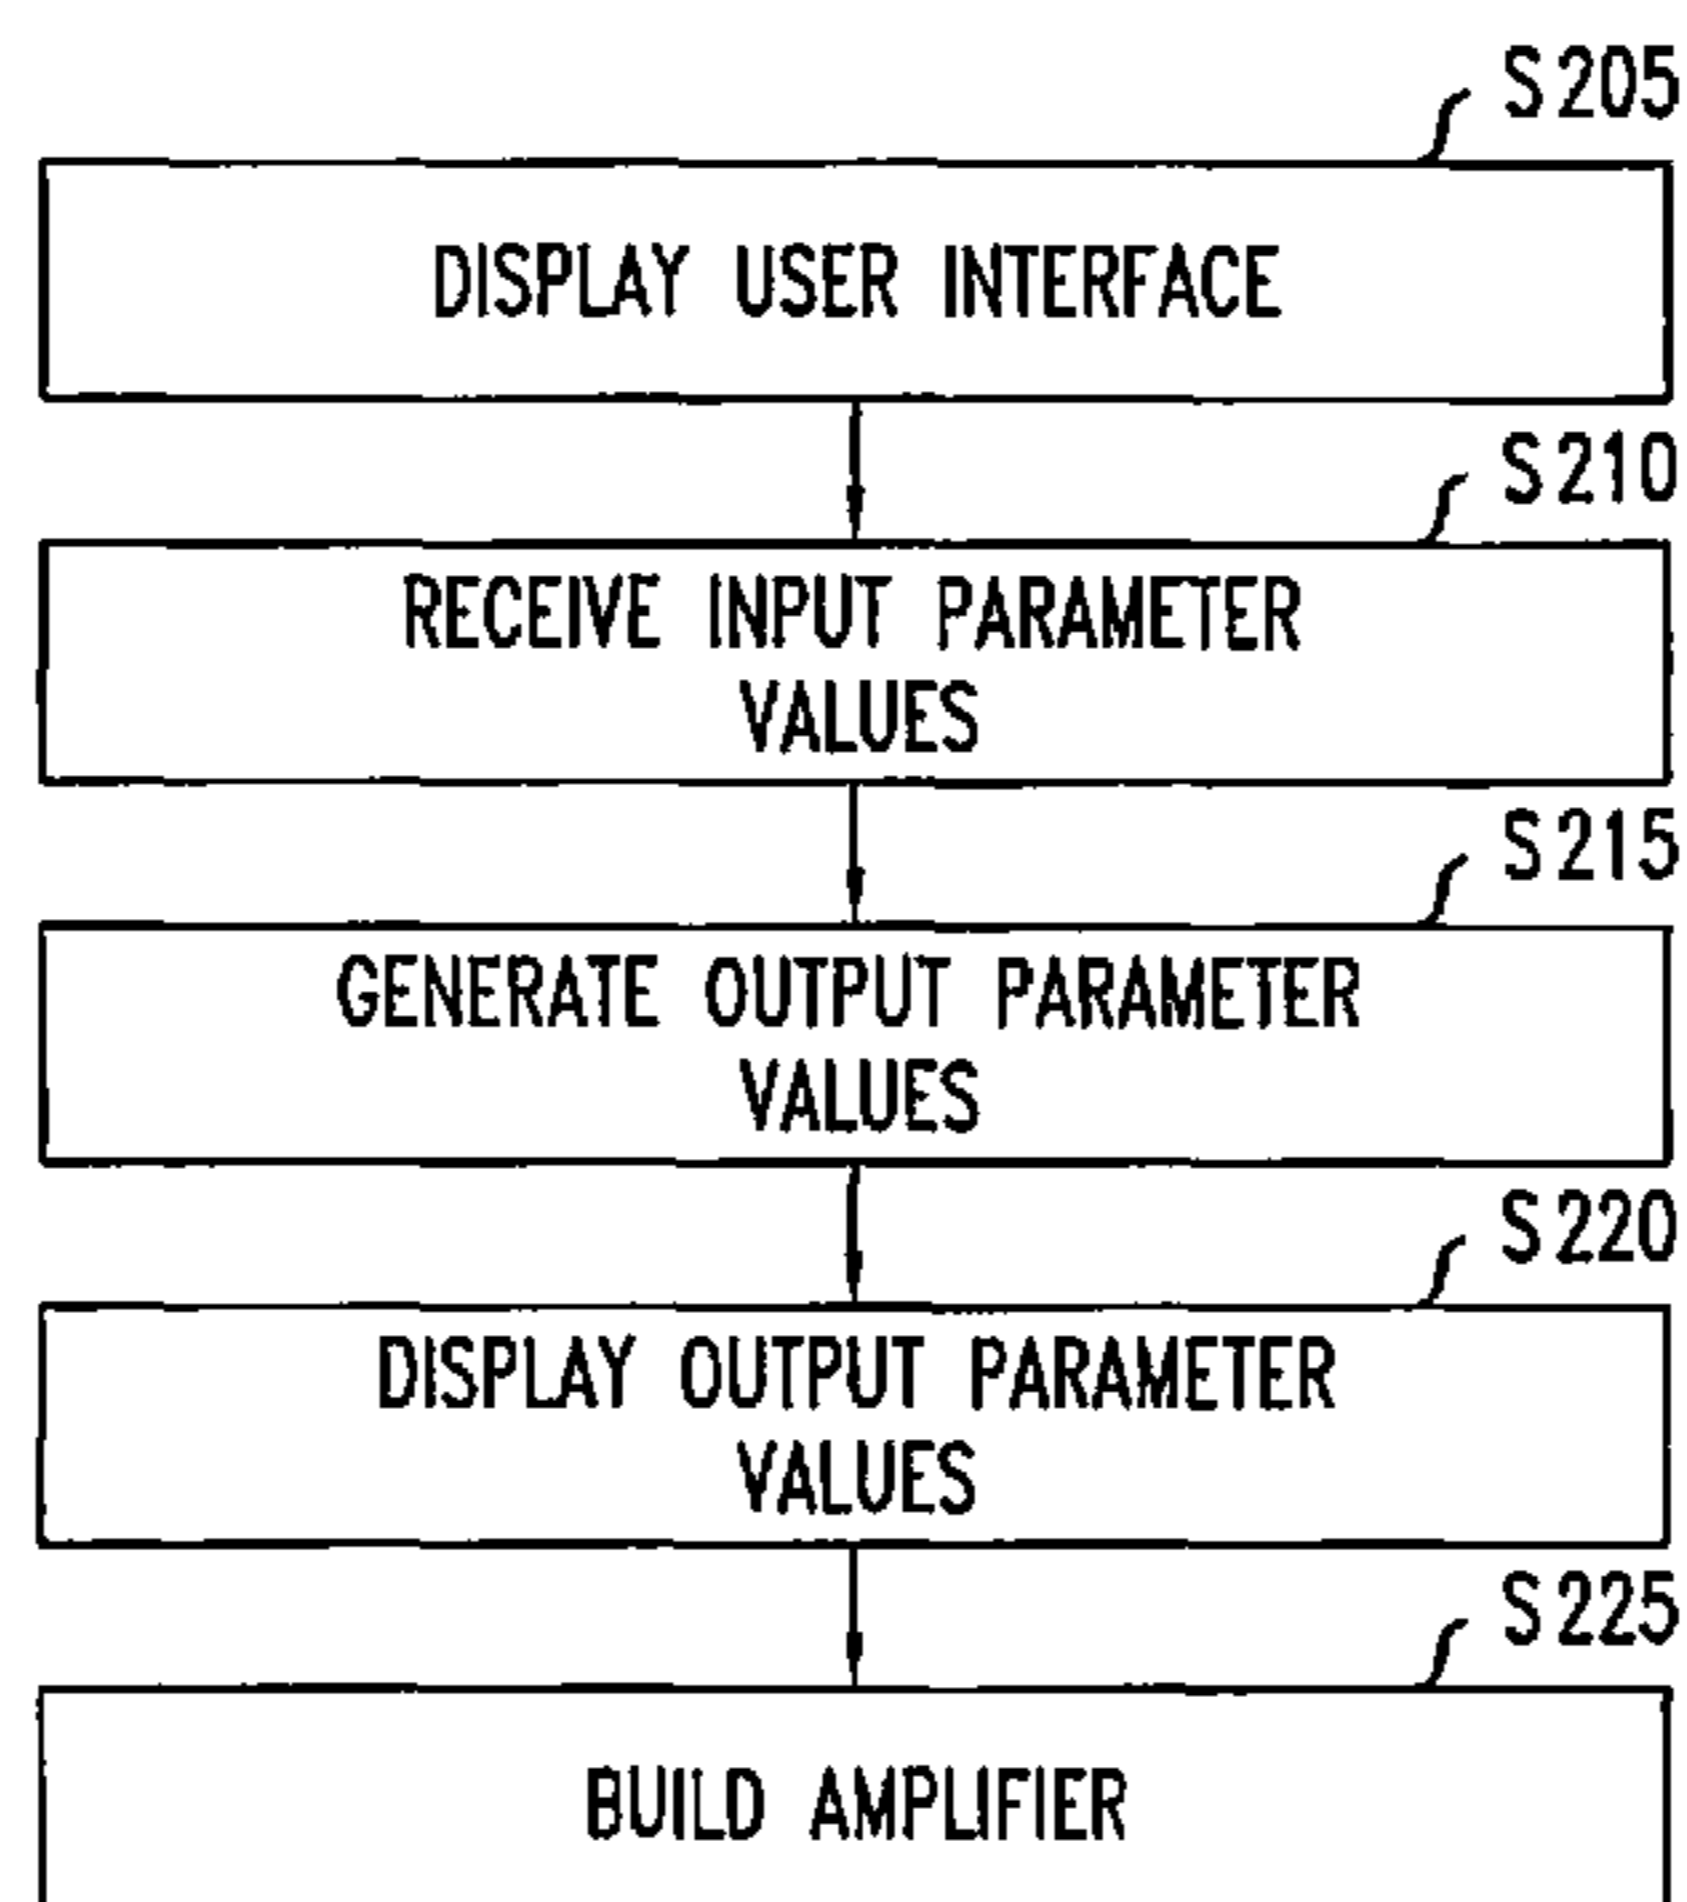 S205
DISPLAY USER INTERFACE
S210
RECEIVE INPUT PARAMETER
VALUES
S215
GENERATE OUTPUT PARAMETER
VALUES
S220
DISPLAY OUTPUT PARAMETER
VALUES
S225
BUILD AMPLIFIER